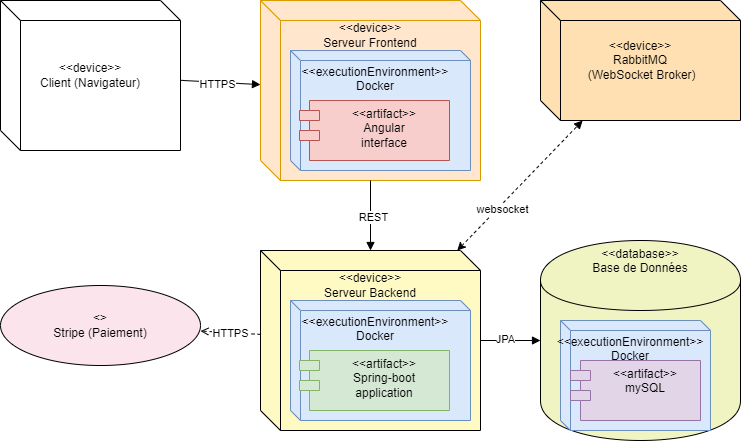 <<device>>
Client (Navigateur)
HTTPS
<<device>>
Serveur Frontend
<<executionEnvironment>>
Docker
<<artifact>>
Angular
interface
<<device>>
RabbitMQ
(WebSocket Broker)
REST
websocket
<<device>>
Serveur Backend
<<executionEnvironment>>
Docker
<<artifact>>
Spring-boot
application
<>
Stripe (Paiement)
HTTPS
JPA
<<database>>
Base de Données
<<executionEnvironment>>
Docker
<<artifact>>
mySQL